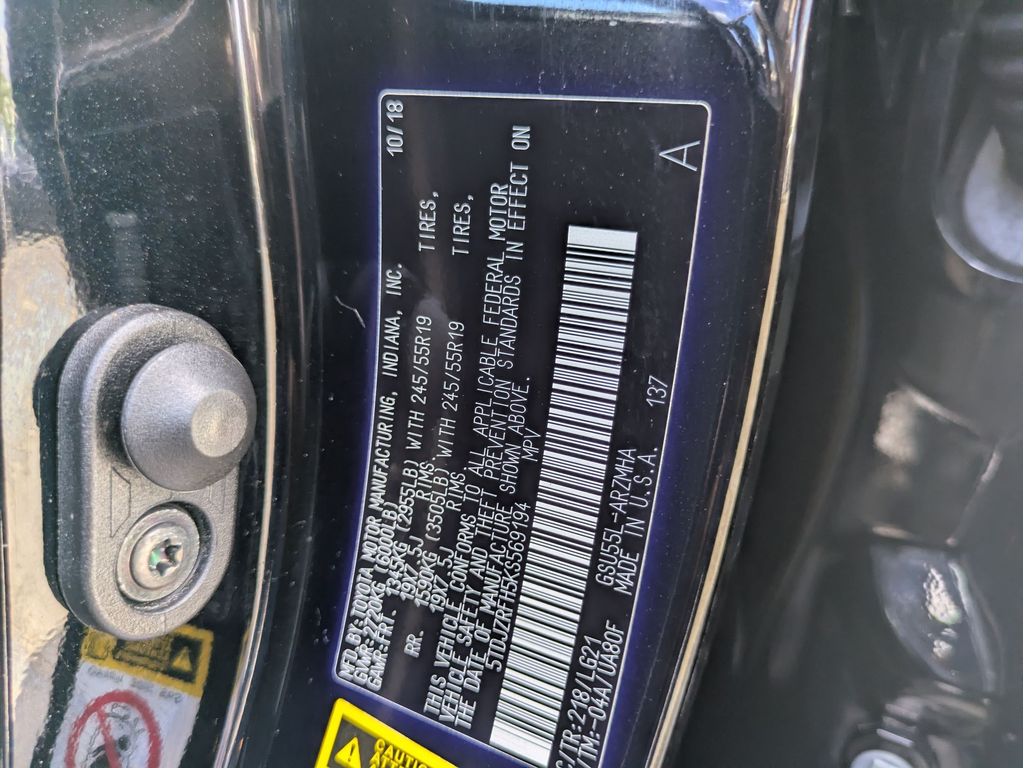 MFD.BY:TOYOTA MOTOR MANUFACTURING, INDIANA, INC. 10/18
GVWR: 2720KG (6000LB)
GAWR:FRT. 1345KG (2955LB) WITH 245/55R19 TIRES,
19X7.5J RIMS,
RR. 1590KG (3505LB) WITH 245/55R19 TIRES,
19X7.5J RIMS.
THIS VEHICLE CONFORMS TO ALL APPLICABLE FEDERAL MOTOR
VEHICLE SAFETY AND THEFT PREVENTION STANDARDS IN EFFECT ON
THE DATE OF MANUFACTURE SHOWN ABOVE.
5TDJZRFH5KS569194 MPV
C/TR:218/LG21 GSU55L-ARZMHA A
/TM:-04A/UA80F MADE IN U.S.A. 137
CAUTION